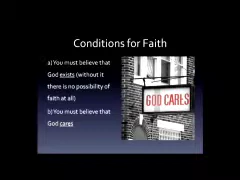 Conditions for Faith
a) You must believe that
God exists (without it
there is no possibility of
faith at all)
b) You must believe that
God cares
GOD CARES